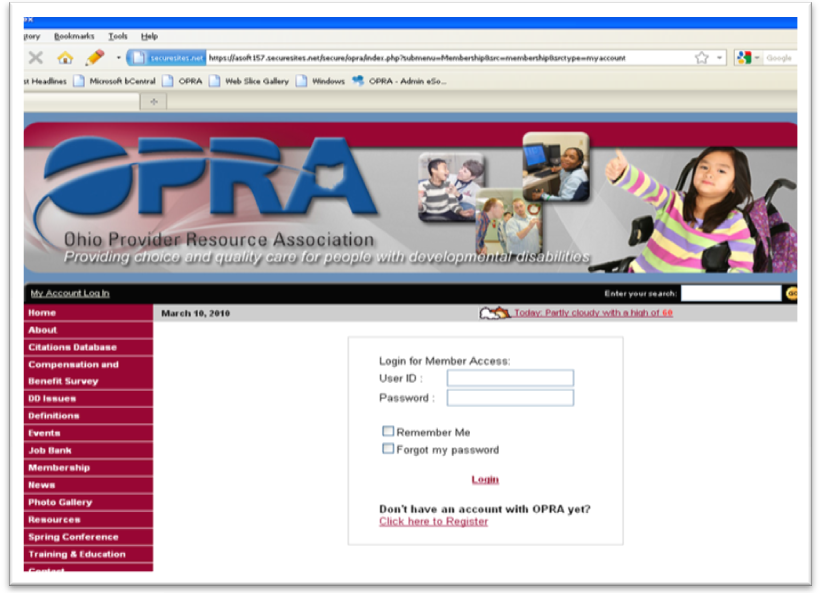 tory Bookmarks Tools Help
securesites.net https://asoft157.securesites.net/secure/opra/index.php?submenu=Membership&src=membership&srctype=myaccount Google
st Headlines Microsoft bCentral OPRA Web Slice Gallery Windows OPRA - Admin eSo...
OPRA
Ohio Provider Resource Association
Providing choice and quality care for people with developmental disabilities
My Account Log In Enter your search: GO
Home March 10, 2010 Today: Partly cloudy with a high of 60
About
Citations Database
Compensation and
Benefit Survey
DD Issues
Definitions
Events
Job Bank
Membership
News
Photo Gallery
Resources
Spring Conference
Training & Education
Contact
Login for Member Access:
User ID :
Password :
Remember Me
Forgot my password
Login
Don't have an account with OPRA yet?
Click here to Register